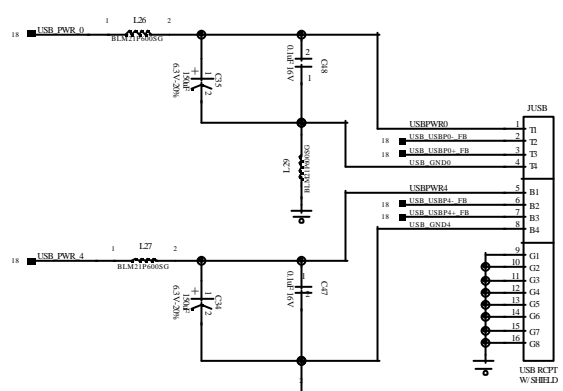 L26
18 USB_PWR_0 1 2
BLM21P600SG
C35
150uF
6.3V-20%
+ 1 2
C48
0.1uF 16V
2 1
L29
BLM21P600SG
JUSB
USBPWR0 1 T1
18 USB_USBP0-_FB 2 T2
18 USB_USBP0+_FB 3 T3
USB_GND0 4 T4
USBPWR4 5 B1
18 USB_USBP4-_FB 6 B2
18 USB_USBP4+_FB 7 B3
USB_GND4 8 B4
9 G1
10 G2
11 G3
12 G4
13 G5
14 G6
15 G7
16 G8
USB RCPT
W/ SHIELD
L27
18 USB_PWR_4 1 2
BLM21P600SG
C34
150uF
6.3V-20%
+ 1 2
C47
0.1uF 16V
1 2